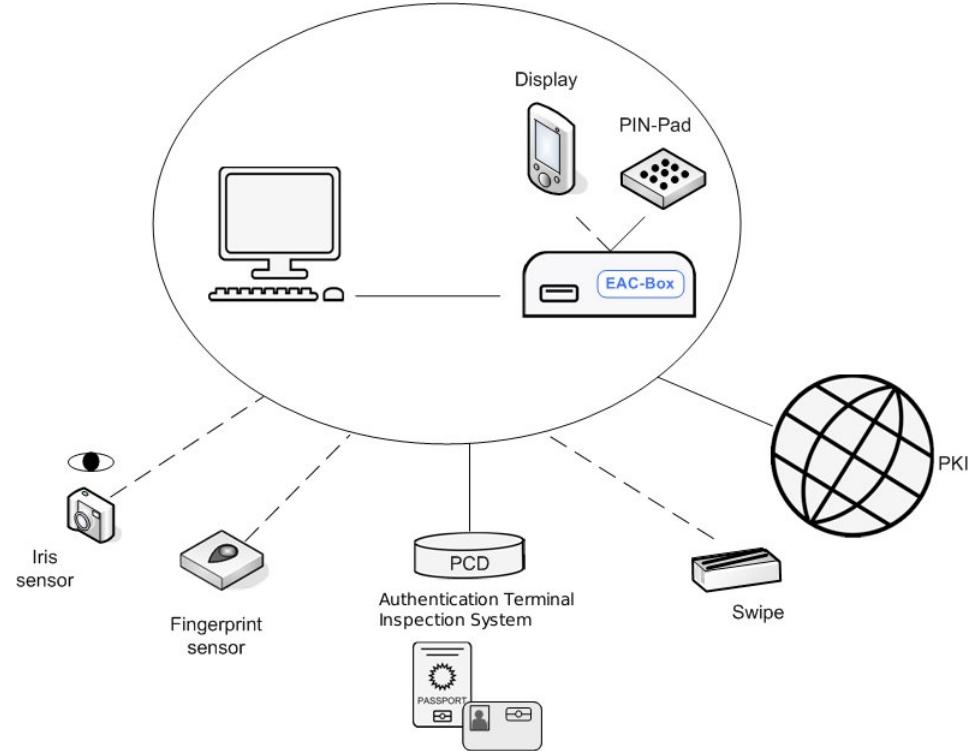 Display
PIN-Pad
EAC-Box
PKI
Iris
sensor
Fingerprint
sensor
PCD
Authentication Terminal
Inspection System
Swipe
PASSPORT